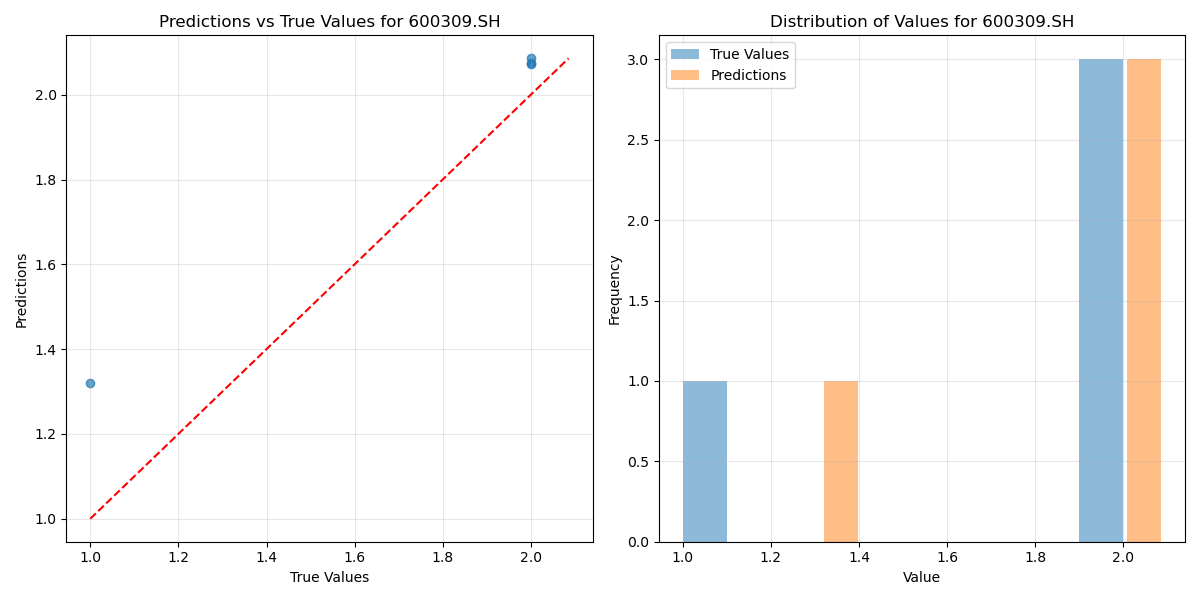 Predictions vs True Values for 600309.SH
Predictions
2.0
1.8
1.6
1.4
1.2
1.0
1.0 1.2 1.4 1.6 1.8 2.0
True Values
Distribution of Values for 600309.SH
True Values
Predictions
Frequency
3.0
2.5
2.0
1.5
1.0
0.5
0.0
1.0 1.2 1.4 1.6 1.8 2.0
Value